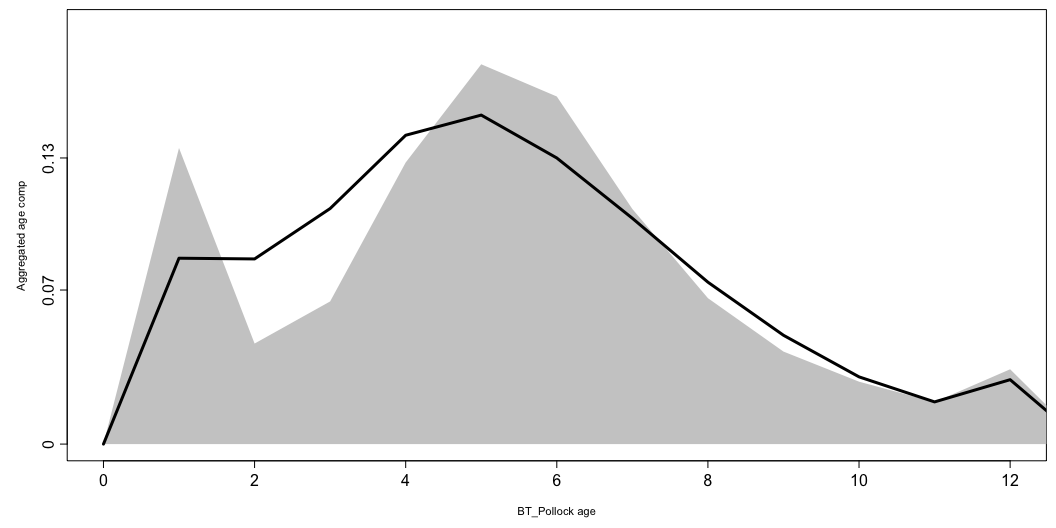 Aggregated age comp
0.13
0.07
0
0 2 4 6 8 10 12
BT_Pollock age